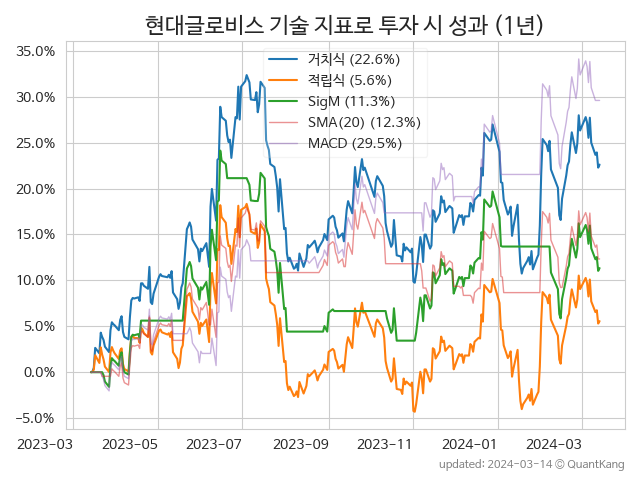 현대글로비스 기술 지표로 투자 시 성과 (1년)
35.0%
30.0%
25.0%
20.0%
15.0%
10.0%
5.0%
0.0%
−5.0%
거치식 (22.6%)
적립식 (5.6%)
SigM (11.3%)
SMA(20) (12.3%)
MACD (29.5%)
2023-03 2023-05 2023-07 2023-09 2023-11 2024-01 2024-03
updated: 2024-03-14 ⓒ QuantKang